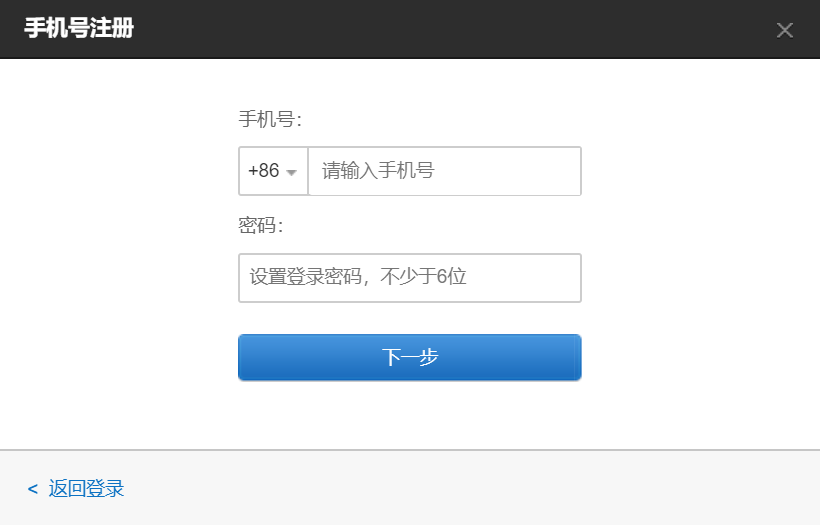 手机号注册
手机号:
+86 请输入手机号
密码:
设置登录密码，不少于6位
下一步
< 返回登录